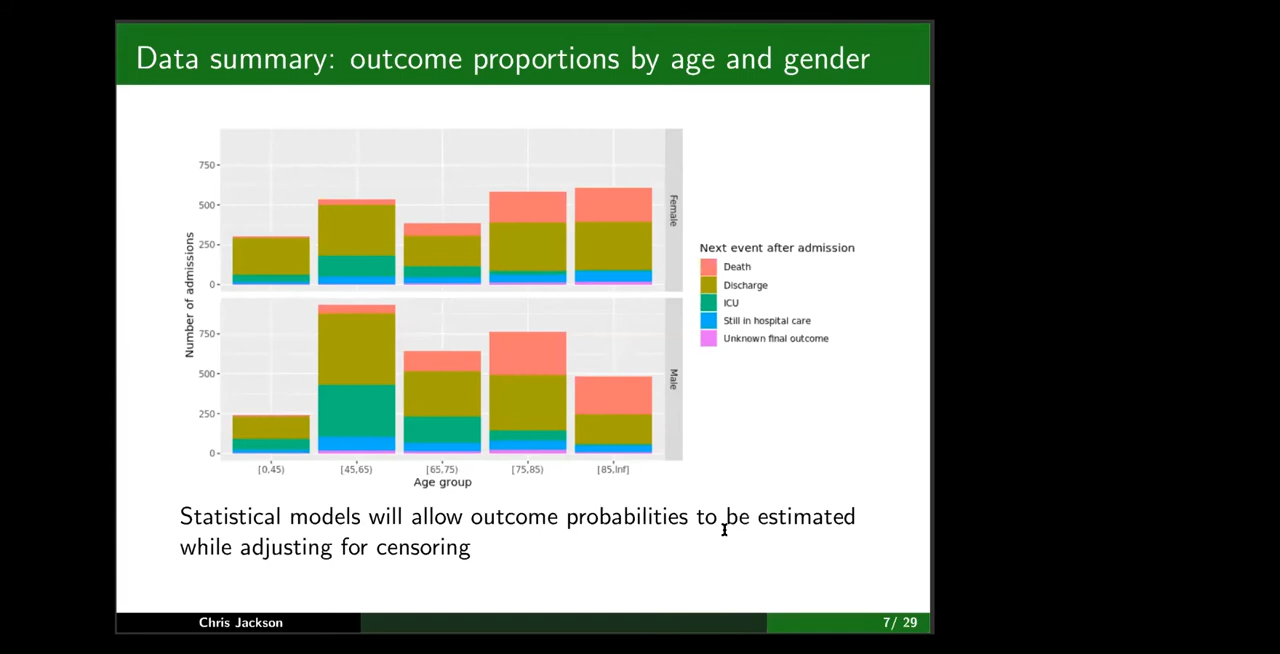 Data summary: outcome proportions by age and gender
Number of admissions
750
500
250
0
Female
750
500
250
0
Male
[0,45)
[45,65)
[65,75)
[75,85)
[85,Inf]
Age group
Next event after admission
Death
Discharge
ICU
Still in hospital care
Unknown final outcome
Statistical models will allow outcome probabilities to be estimated
while adjusting for censoring
Chris Jackson
7/ 29